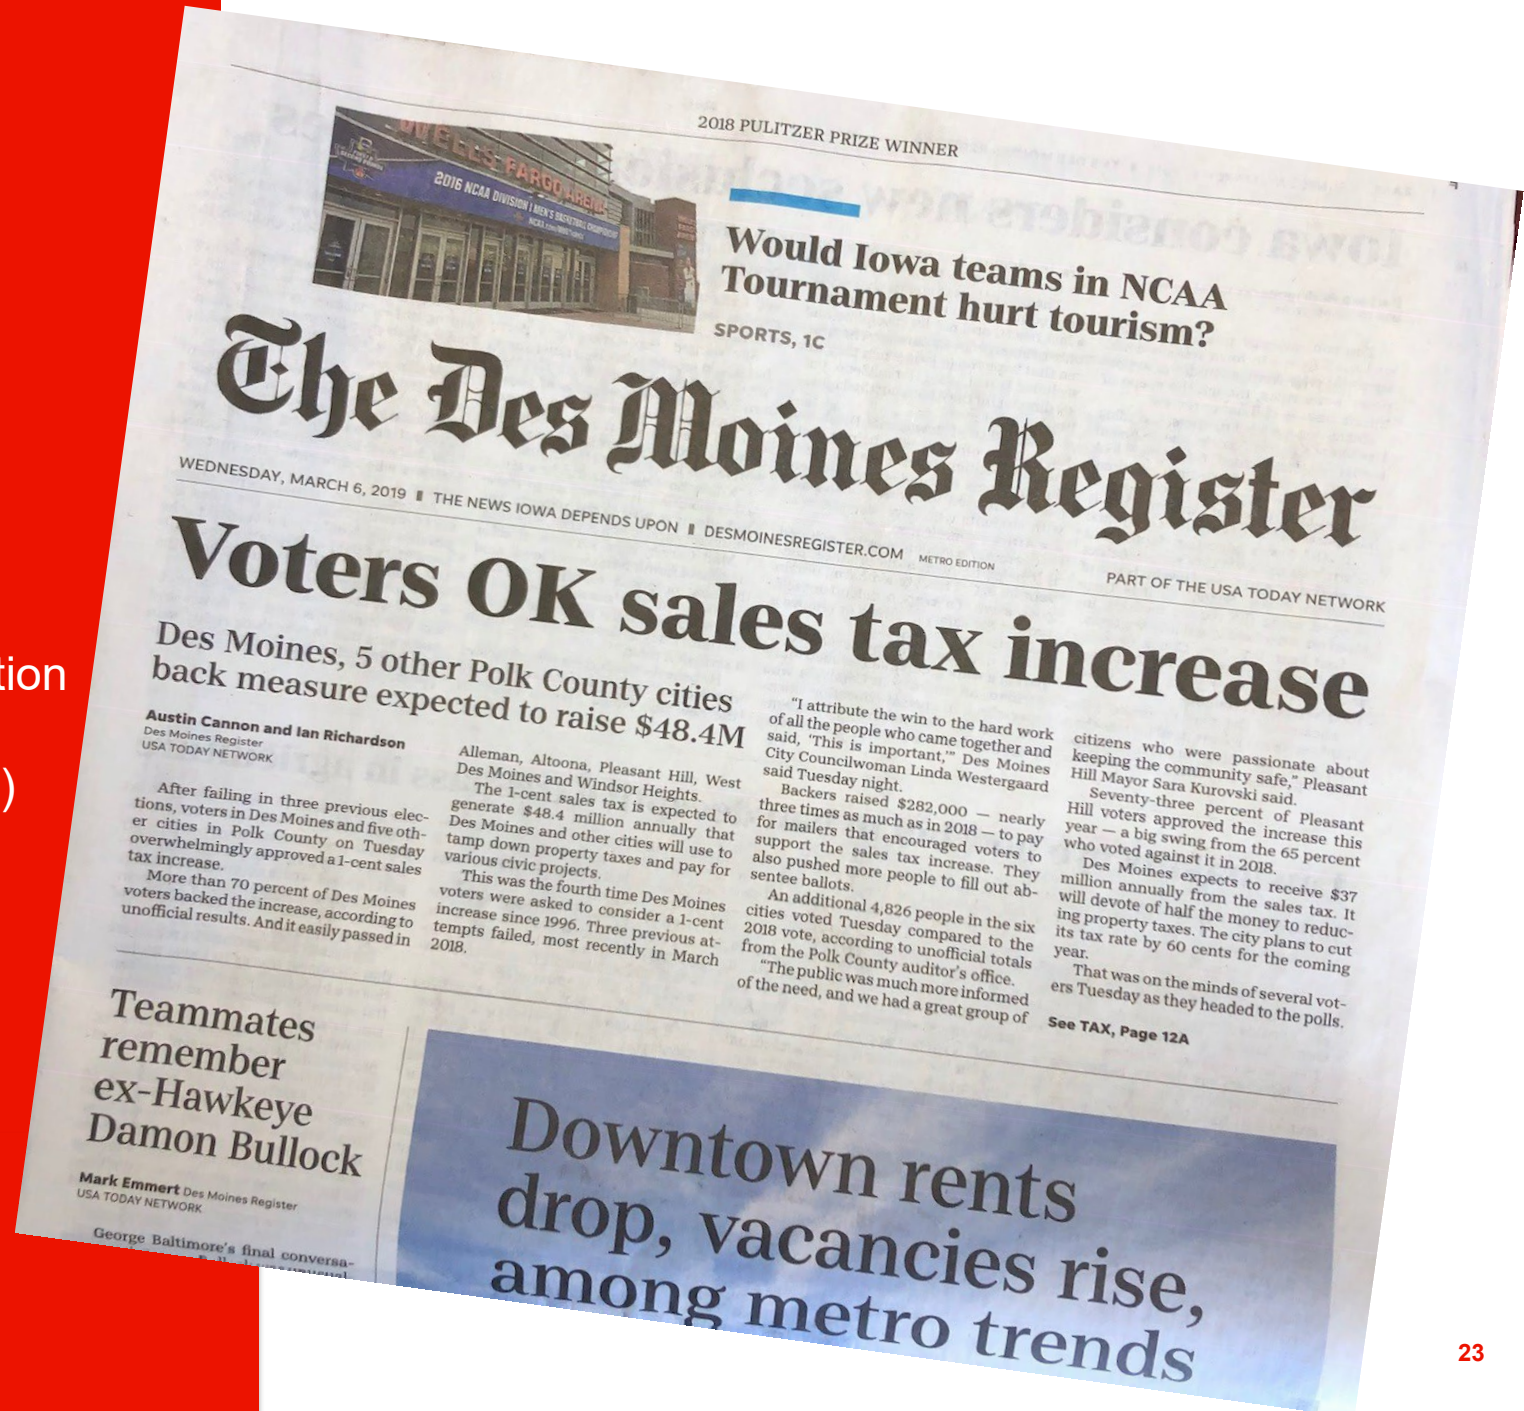 2018 PULITZER PRIZE WINNER
WELLS FARGO ARENA
2016 NCAA DIVISION I MEN'S BASKETBALL CHAMPIONSHIP
Would Iowa teams in NCAA
Tournament hurt tourism?
SPORTS, 1C
The Des Moines Register
WEDNESDAY, MARCH 6, 2019 THE NEWS IOWA DEPENDS UPON DESMOINESREGISTER.COM METRO EDITION PART OF THE USA TODAY NETWORK
Voters OK sales tax increase
Des Moines, 5 other Polk County cities
back measure expected to raise $48.4M
Austin Cannon and Ian Richardson
Des Moines Register
USA TODAY NETWORK
After failing in three previous elec-
tions, voters in Des Moines and five oth-
er cities in Polk County on Tuesday
overwhelmingly approved a 1-cent sales
tax increase.
More than 70 percent of Des Moines
voters backed the increase, according to
unofficial results. And it easily passed in
Alleman, Altoona, Pleasant Hill, West
Des Moines and Windsor Heights.
The 1-cent sales tax is expected to
generate $48.4 million annually that
Des Moines and other cities will use to
tamp down property taxes and pay for
various civic projects.
This was the fourth time Des Moines
voters were asked to consider a 1-cent
increase since 1996. Three previous at-
tempts failed, most recently in March
2018.
"I attribute the win to the hard work
of all the people who came together and
said, 'This is important,'" Des Moines
City Councilwoman Linda Westergaard
said Tuesday night.
Backers raised $282,000 — nearly
three times as much as in 2018 — to pay
for mailers that encouraged voters to
support the sales tax increase. They
also pushed more people to fill out ab-
sentee ballots.
An additional 4,826 people in the six
cities voted Tuesday compared to the
2018 vote, according to unofficial totals
from the Polk County auditor's office.
"The public was much more informed
of the need, and we had a great group of
citizens who were passionate about
keeping the community safe," Pleasant
Hill Mayor Sara Kurovski said.
Seventy-three percent of Pleasant
Hill voters approved the increase this
year — a big swing from the 65 percent
who voted against it in 2018.
Des Moines expects to receive $37
million annually from the sales tax. It
will devote of half the money to reduc-
ing property taxes. The city plans to cut
its tax rate by 60 cents for the coming
year.
That was on the minds of several vot-
ers Tuesday as they headed to the polls.
See TAX, Page 12A
tion
)
Teammates
remember
ex-Hawkeye
Damon Bullock
Mark Emmert Des Moines Register
USA TODAY NETWORK
George Baltimore's final conversa-
Downtown rents
drop, vacancies rise,
among metro trends
23